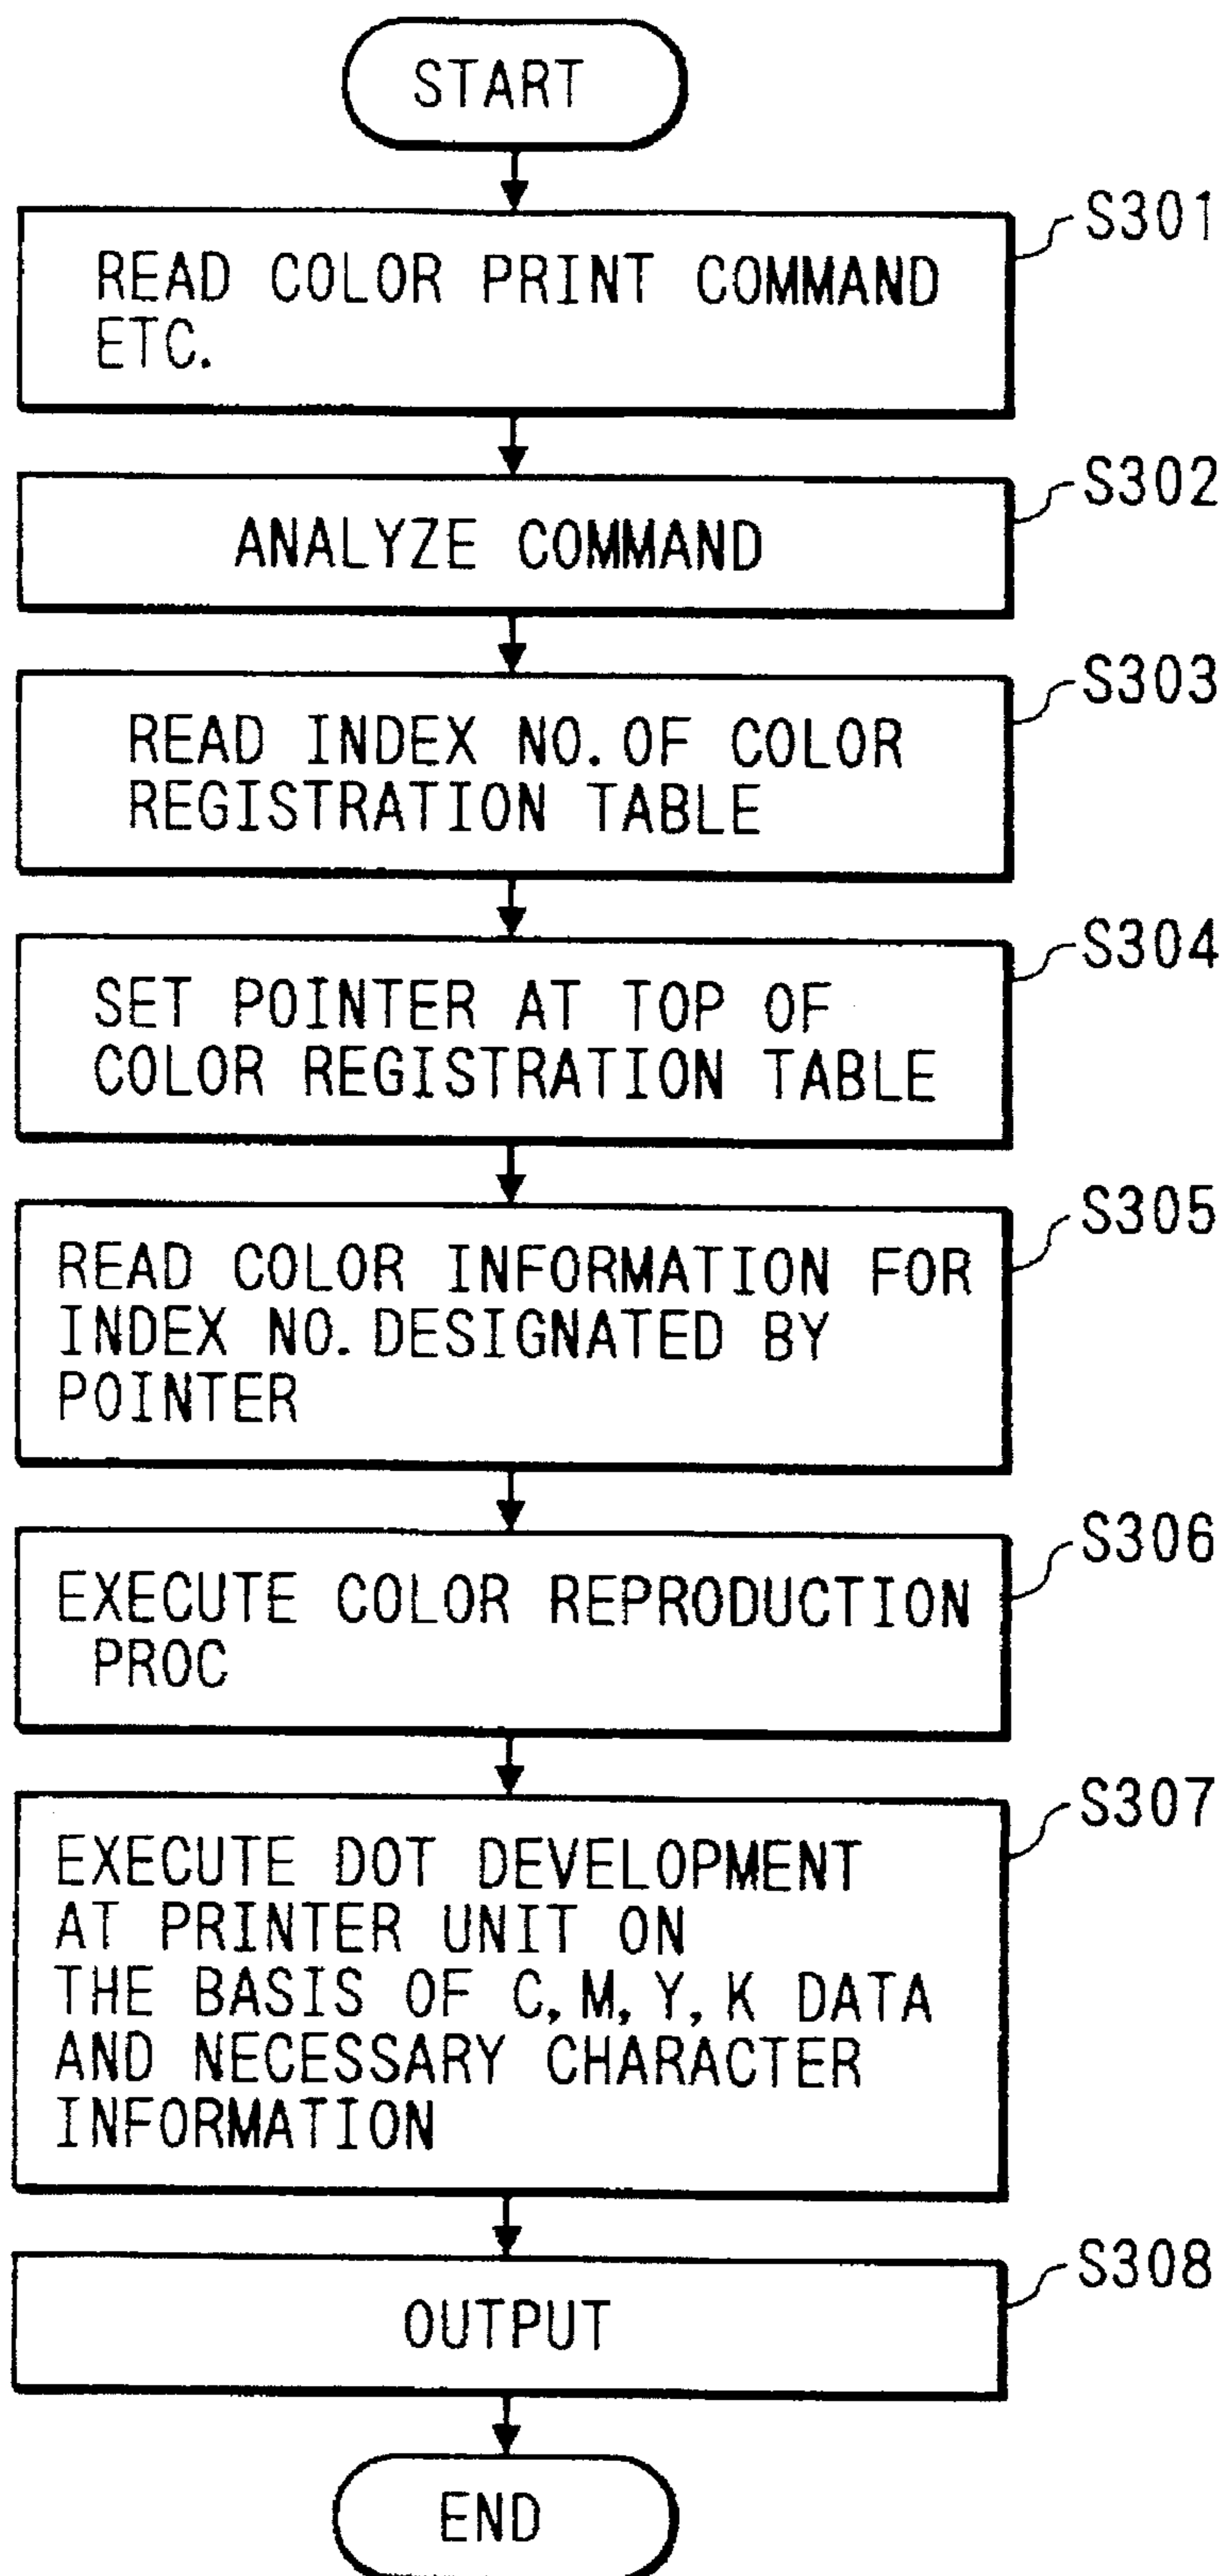 START
S301
READ COLOR PRINT COMMAND
ETC.
S302
ANALYZE COMMAND
S303
READ INDEX NO. OF COLOR
REGISTRATION TABLE
S304
SET POINTER AT TOP OF
COLOR REGISTRATION TABLE
S305
READ COLOR INFORMATION FOR
INDEX NO. DESIGNATED BY
POINTER
S306
EXECUTE COLOR REPRODUCTION
PROC
S307
EXECUTE DOT DEVELOPMENT
AT PRINTER UNIT ON
THE BASIS OF C, M, Y, K DATA
AND NECESSARY CHARACTER
INFORMATION
S308
OUTPUT
END